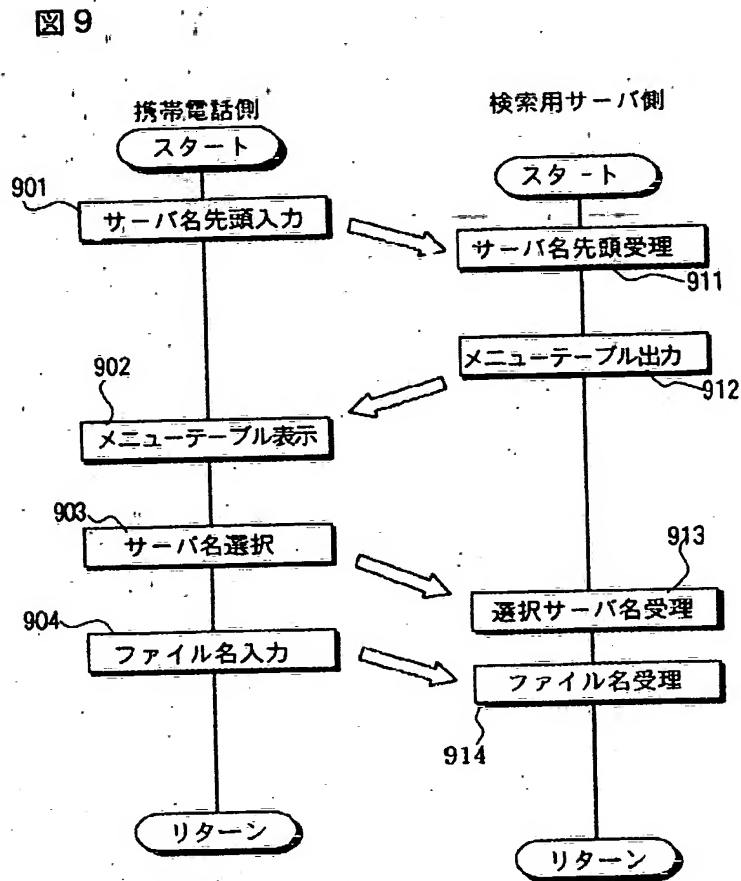 図9
携帯電話側
スタート
901
サーバ名先頭入力
902
メニューテーブル表示
903
サーバ名選択
904
ファイル名入力
リターン
検索用サーバ側
スタート
サーバ名先頭受理
911
メニューテーブル出力
912
913
選択サーバ名受理
ファイル名受理
914
リターン